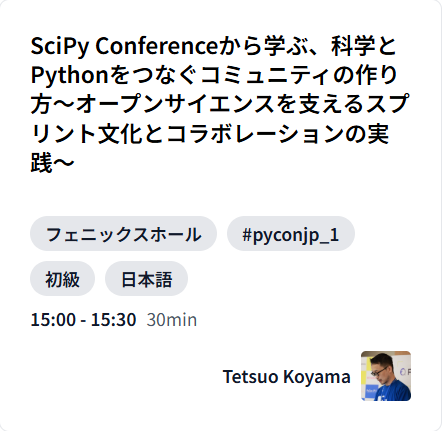 SciPy Conferenceから学ぶ、科学と
Pythonをつなぐコミュニティの作り
方〜オープンサイエンスを支えるスプ
リント文化とコラボレーションの実
践〜
フェニックスホール #pyconjp_1
初級 日本語
15:00 - 15:30 30min
Tetsuo Koyama